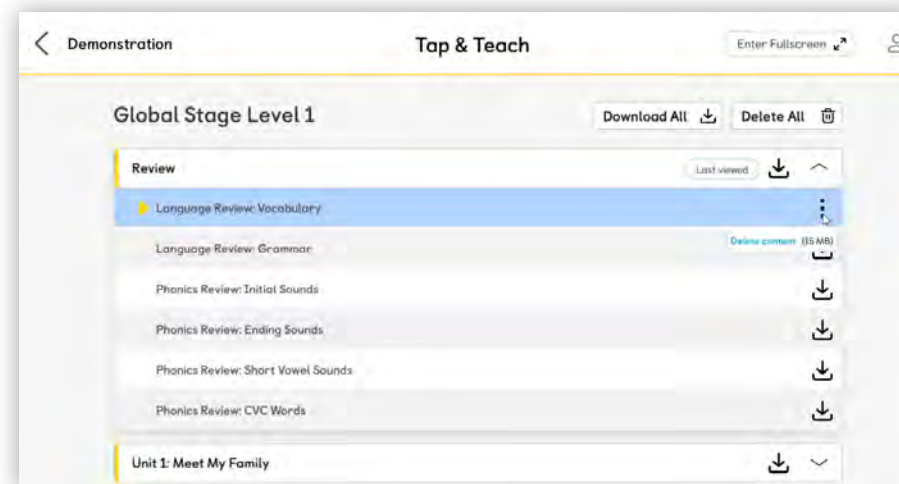 Demonstration
Tap & Teach
Enter Fullscreen
Global Stage Level 1
Download All
Delete All
Review
Last viewed
Language Review: Vocabulary
Delete content (15 MB)
Language Review: Grammar
Phonics Review: Initial Sounds
Phonics Review: Ending Sounds
Phonics Review: Short Vowel Sounds
Phonics Review: CVC Words
Unit 1: Meet My Family